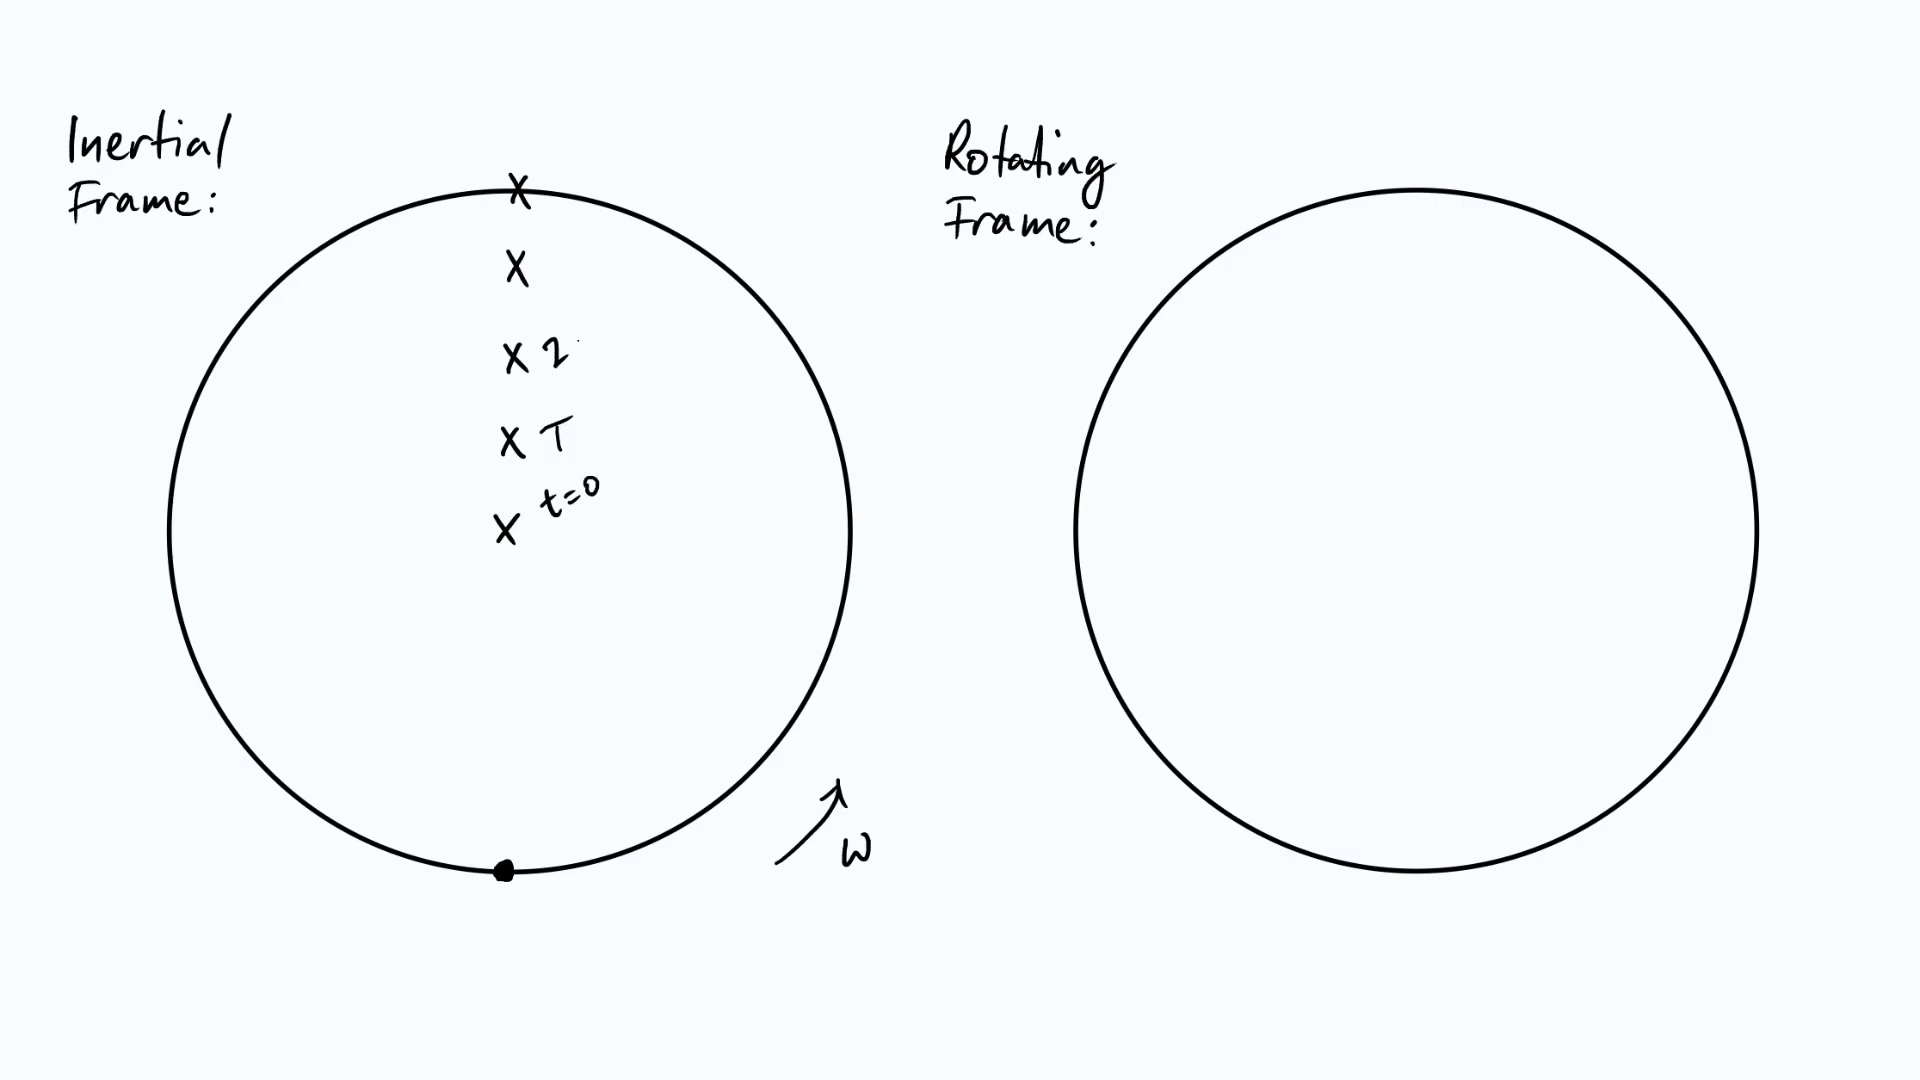 Inertial
Frame:
Rotating
Frame:
X
X
X 2
X T
X t=0
ω